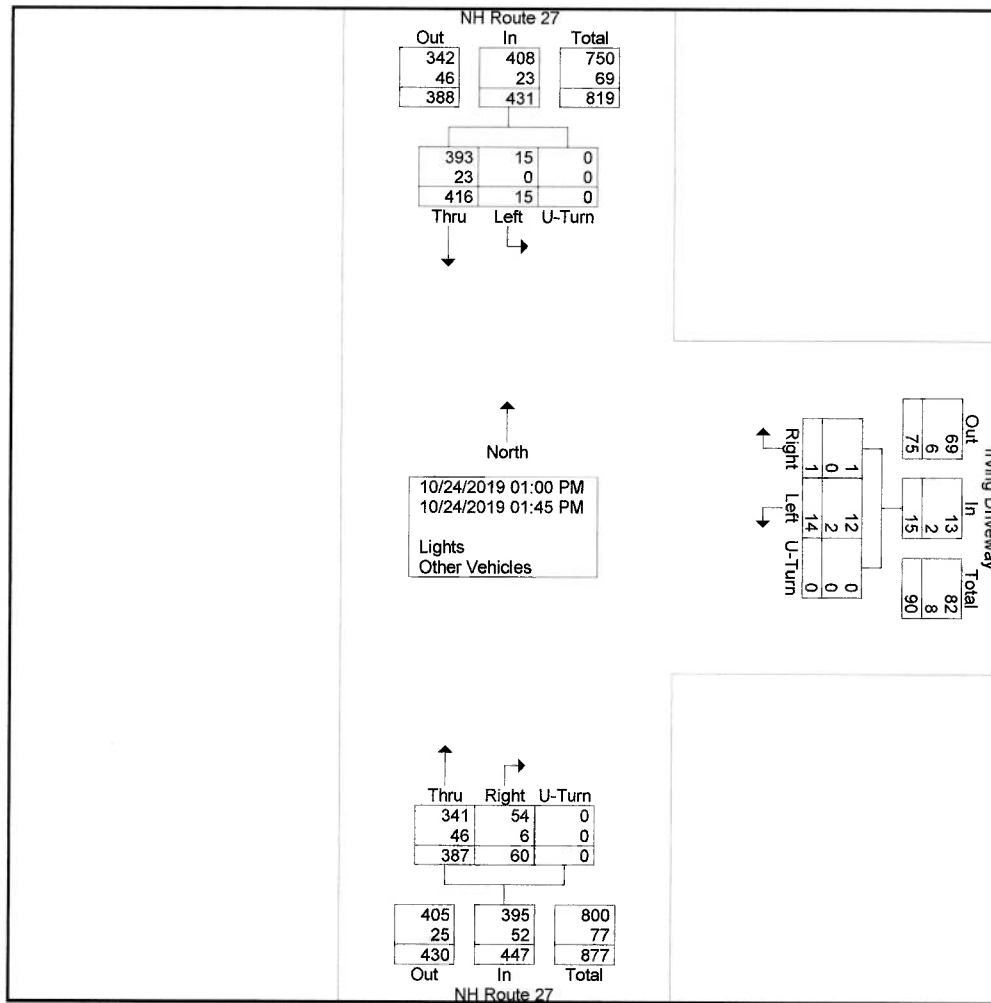 NH Route 27
Out In Total
342 408 750
46 23 69
388 431 819
393 15 0
23 0 0
416 15 0
Thru Left U-Turn
North
10/24/2019 01:00 PM
10/24/2019 01:45 PM
Lights
Other Vehicles
Right Left U-Turn
1 12 0
0 2 0
1 14 0
Driveway
Out In Total
69 13 82
6 2 8
75 15 90
Thru Right U-Turn
341 54 0
46 6 0
387 60 0
405 395 800
25 52 77
430 447 877
Out In Total
NH Route 27